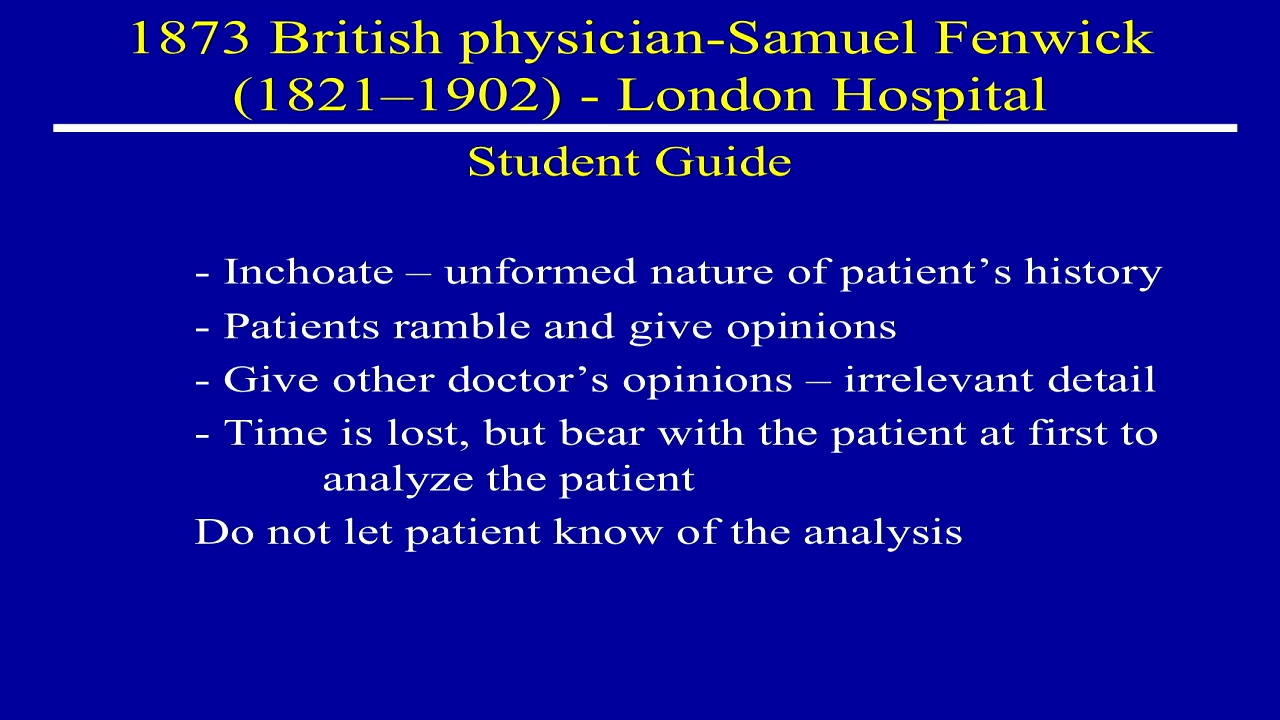 1873 British physician-Samuel Fenwick
(1821–1902) - London Hospital
Student Guide
- Inchoate – unformed nature of patient’s history
- Patients ramble and give opinions
- Give other doctor’s opinions – irrelevant detail
- Time is lost, but bear with the patient at first to
analyze the patient
Do not let patient know of the analysis